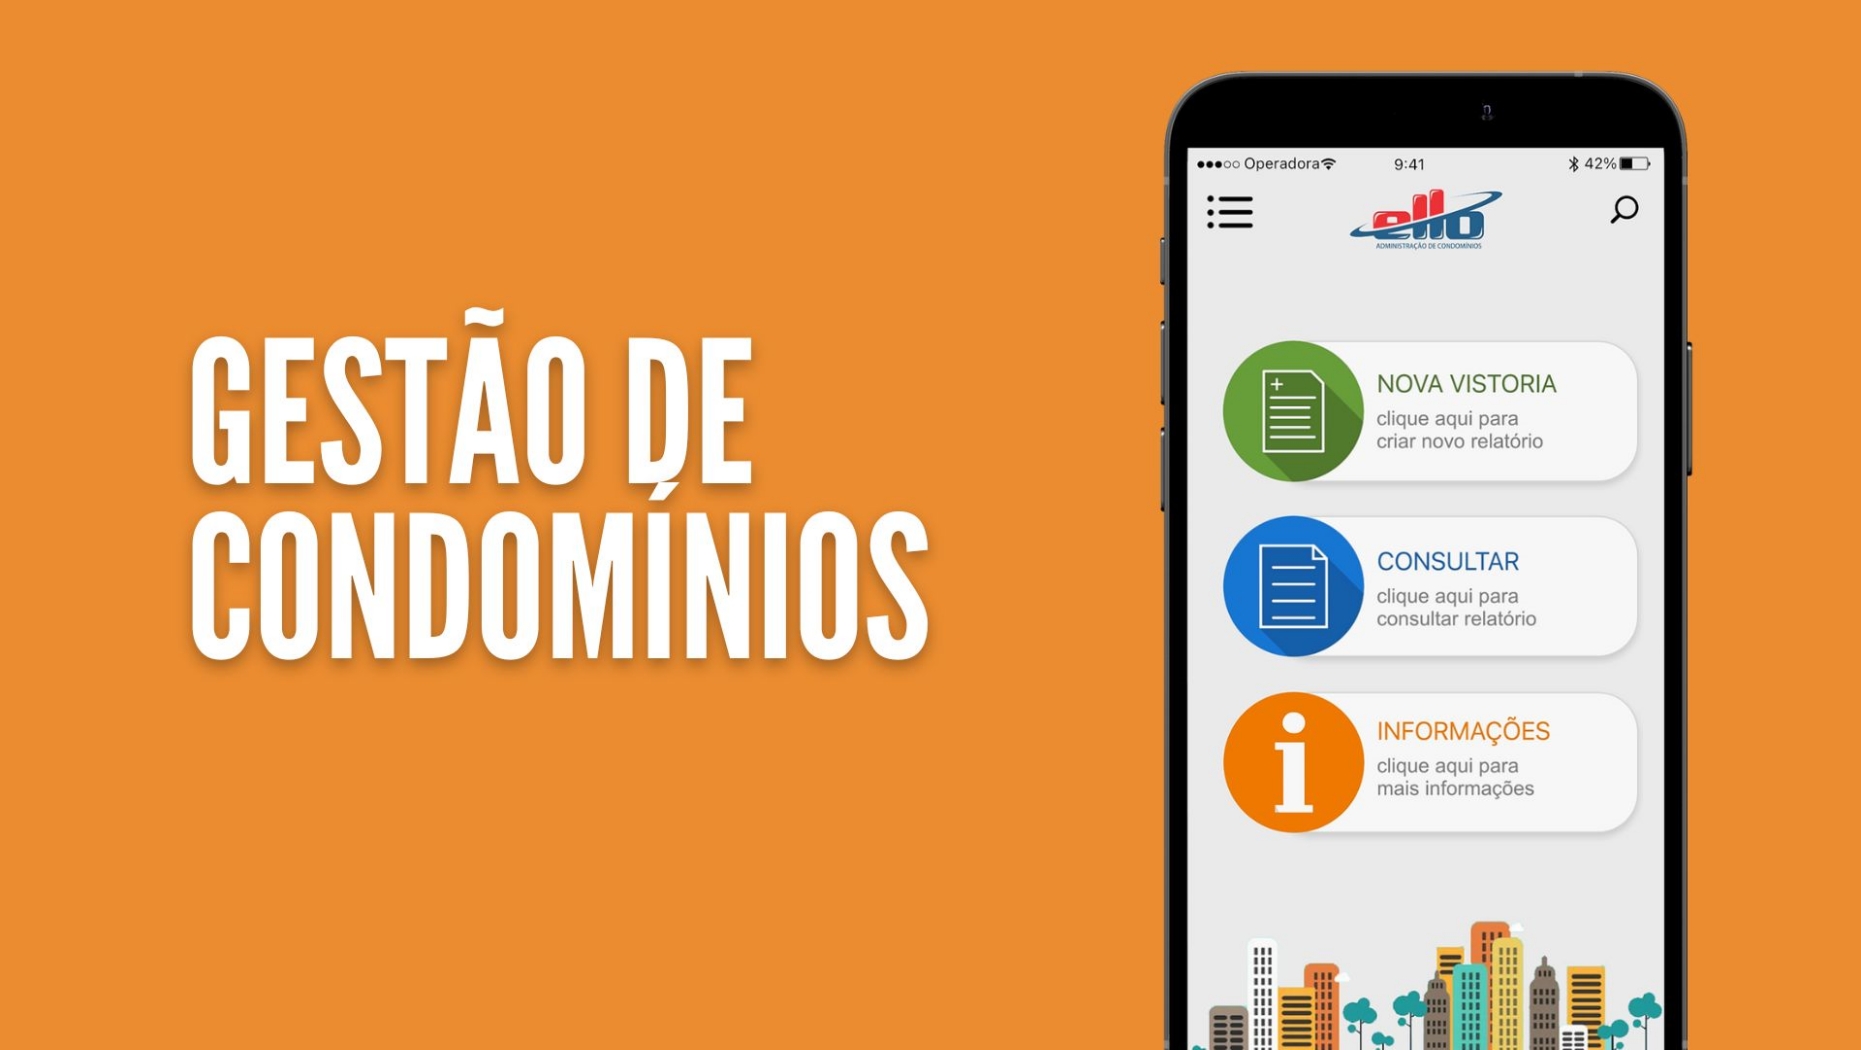 GESTÃO DE
CONDOMÍNIOS
Operadora 9:41 42%
ello
ADMINISTRAÇÃO DE CONDOMÍNIOS
NOVA VISTORIA
clique aqui para
criar novo relatório
CONSULTAR
clique aqui para
consultar relatório
i
INFORMAÇÕES
clique aqui para
mais informações